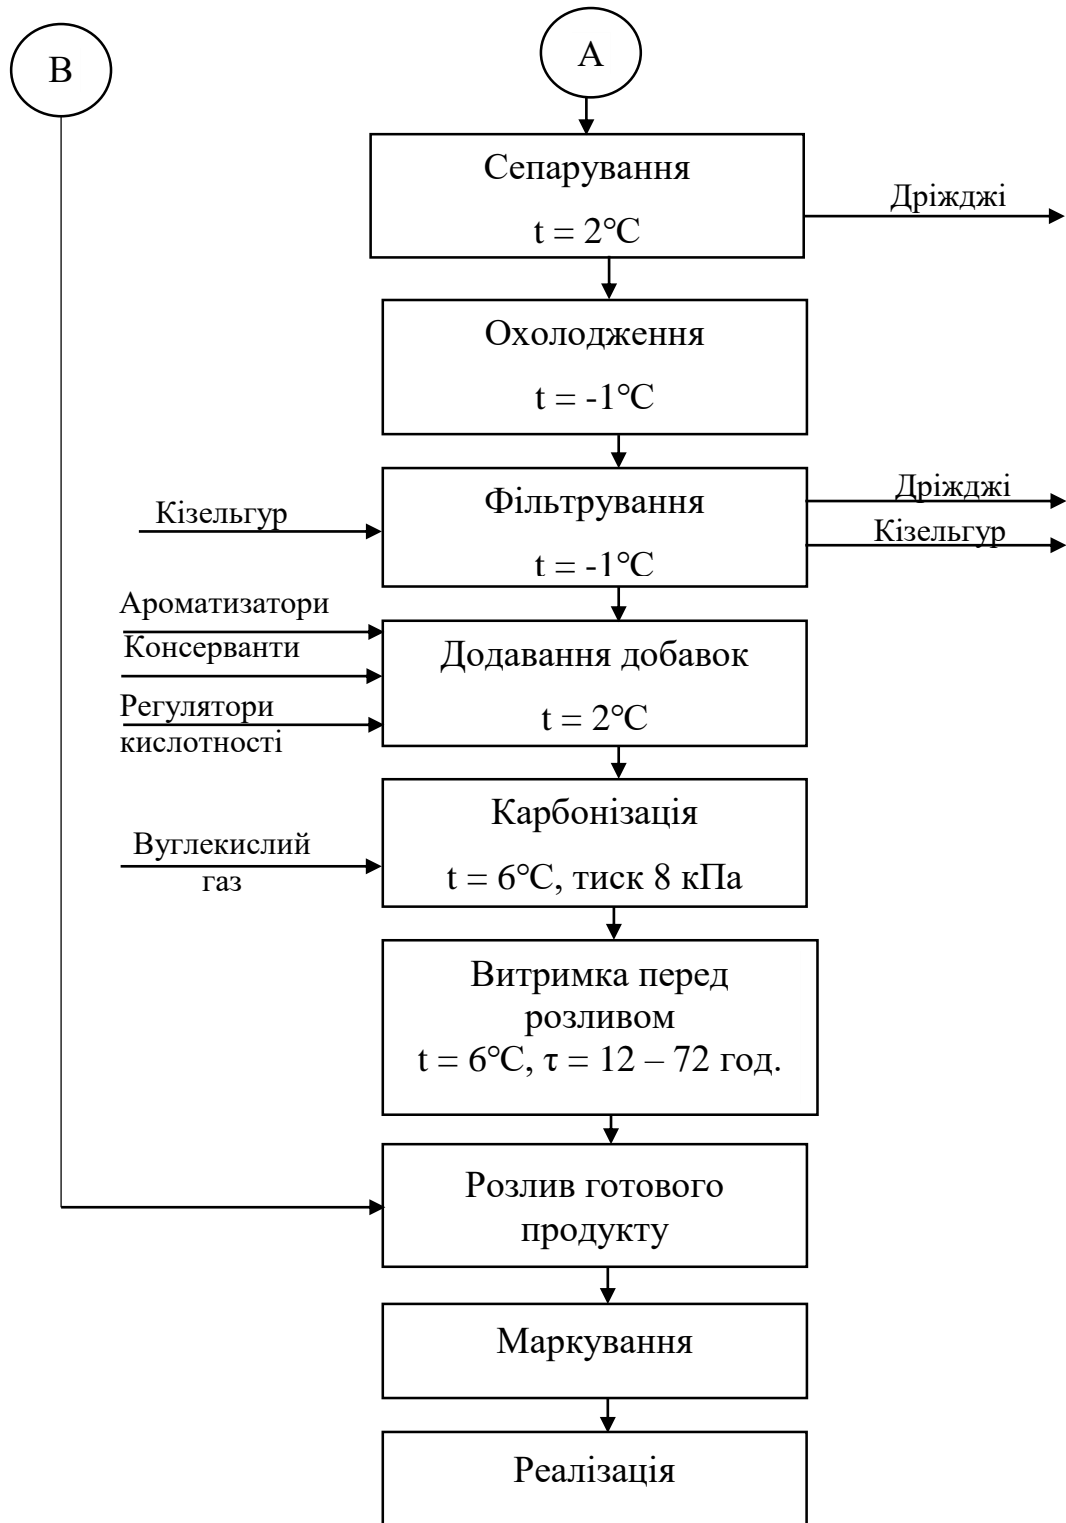 В
А
Сепарування
t = 2°C
Дріжджі
Охолодження
t = -1°C
Кізельгур
Фільтрування
t = -1°C
Дріжджі
Кізельгур
Ароматизатори
Консерванти
Регулятори
кислотності
Додавання добавок
t = 2°C
Вуглекислий
газ
Карбонізація
t = 6°C, тиск 8 кПа
Витримка перед
розливом
t = 6°C, τ = 12 – 72 год.
Розлив готового
продукту
Маркування
Реалізація